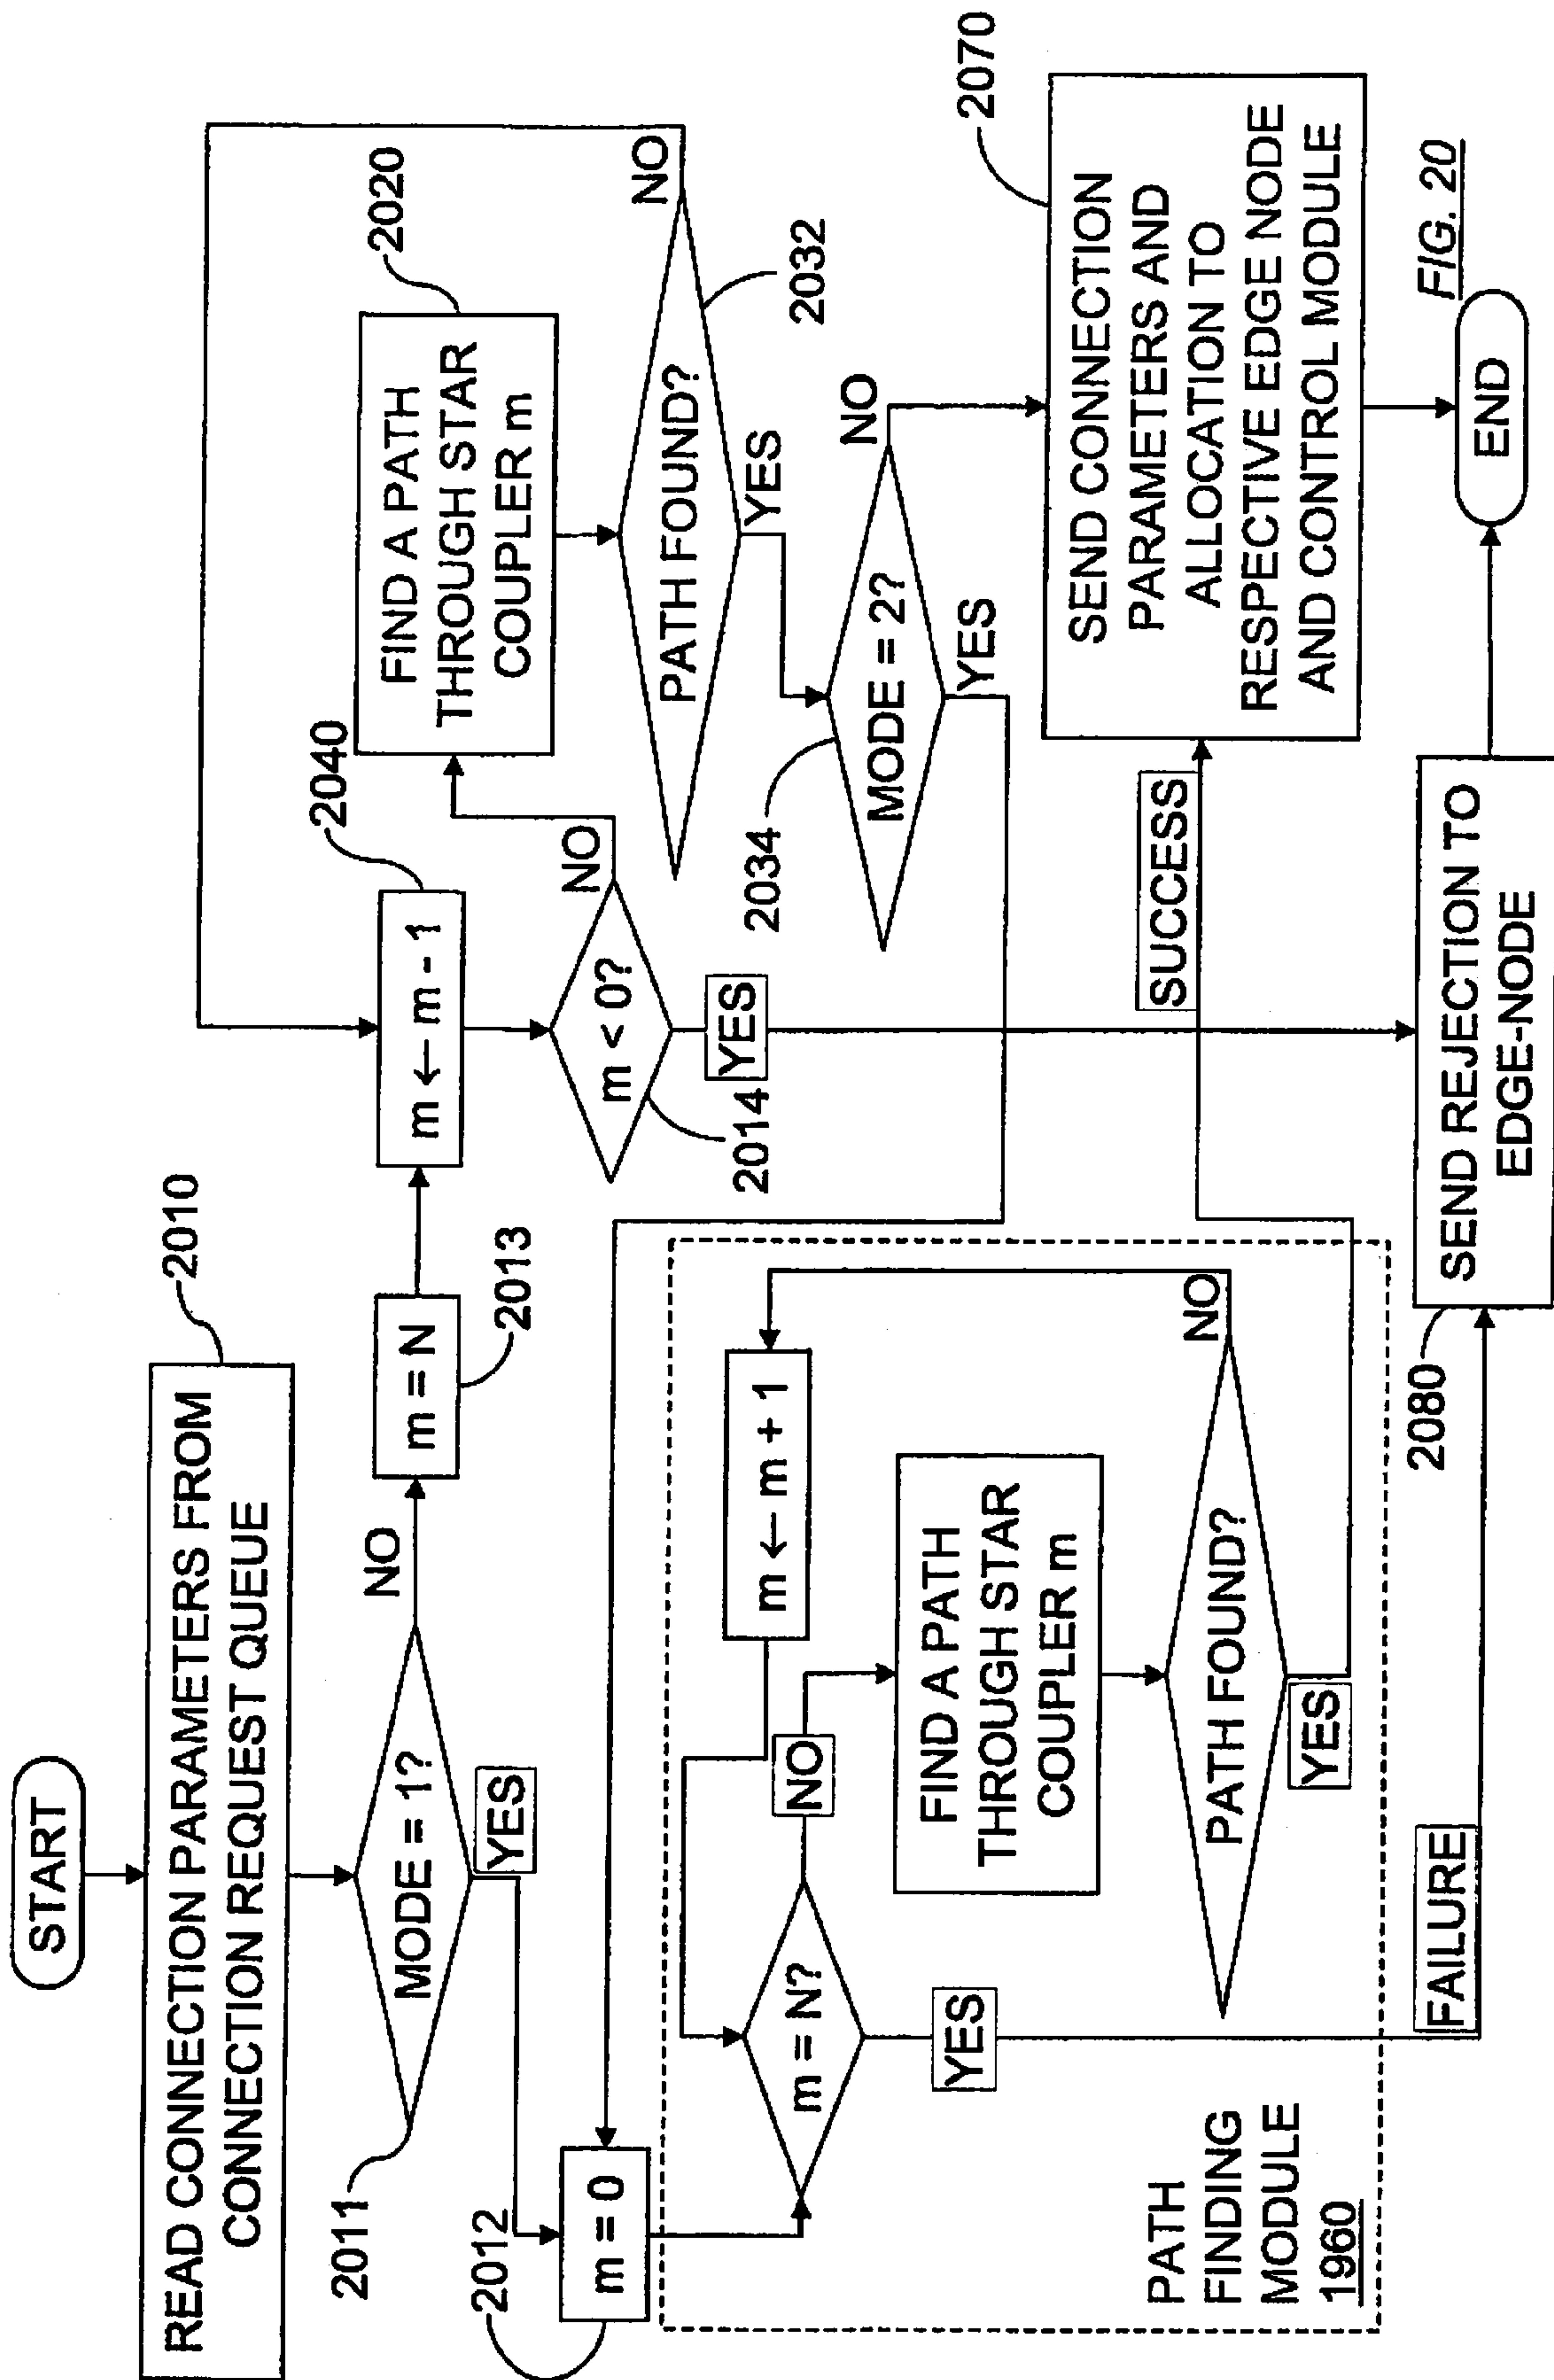 START
READ CONNECTION PARAMETERS FROM
CONNECTION REQUEST QUEUE
2010
MODE = 1?
2011
NO
YES
m = N
2013
m ← m - 1
2040
m < 0?
2014
NO
YES
FIND A PATH
THROUGH STAR
COUPLER m
2020
PATH FOUND?
2032
NO
YES
MODE = 2?
2034
NO
YES
2012
m = 0
m = N?
NO
YES
m ← m + 1
FIND A PATH
THROUGH STAR
COUPLER m
PATH FOUND?
NO
YES
PATH
FINDING
MODULE
1960
SUCCESS
FAILURE
SEND CONNECTION
PARAMETERS AND
ALLOCATION TO
RESPECTIVE EDGE NODE
AND CONTROL MODULE
2070
2080
SEND REJECTION TO
EDGE-NODE
END
FIG. 20